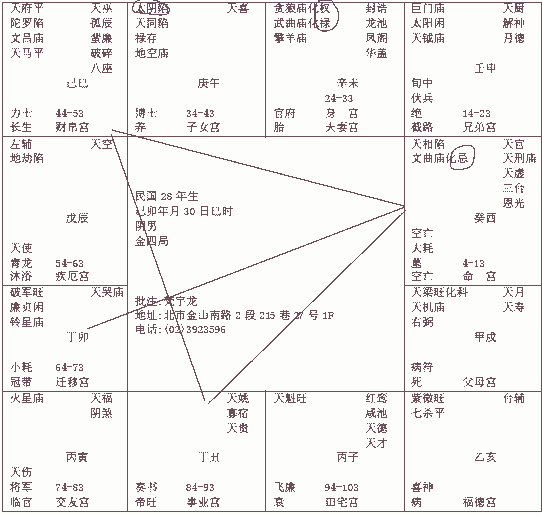 天府平 天巫
陀罗陷 孤辰
文昌庙 蜚廉
天马平 破碎
八座
己巳
力士 44-53
长生 财帛宫
太阴陷 天喜
天同陷
禄存
地空庙
庚午
博士 34-43
养 子女宫
贪狼庙化权 封诰
武曲庙化禄 龙池
擎羊庙 凤阁
华盖
辛未
24-33
官府 身 宫
胎 夫妻宫
巨门庙 天厨
太阳闲 解神
天钺庙 月德
壬申
旬中
伏兵
绝 14-23
截路 兄弟宫
左辅 天空
地劫陷
戊辰
天使
青龙 54-63
沐浴 疾厄宫
民国 28 年生
己卯年月 30 日巳时
阴男
金四局
批注:梵宇龙
地址:北市金山南路 2 段 215 巷 27 号 1F
电话:(02)3923596
天相陷 天官
文曲庙化忌 天刑庙
天虚
三台
恩光
癸酉
空亡
大耗
墓 4-13
空亡 命 宫
破军旺 天哭庙
廉贞闲
铃星庙
丁卯
小耗 64-73
冠带 迁移宫
天梁旺化科 天月
天机庙 天寿
右弼
甲戌
病符
死 父母宫
火星庙 天福
阴煞
丙寅
天伤
将军 74-83
临官 交友宫
天姚
寡宿
天贵
丁丑
奏书 84-93
帝旺 事业宫
天魁旺 红鸾
咸池
天德
天才
丙子
飞廉 94-103
衰 田宅宫
紫微旺 台辅
七杀平
乙亥
喜神
病 福德宫